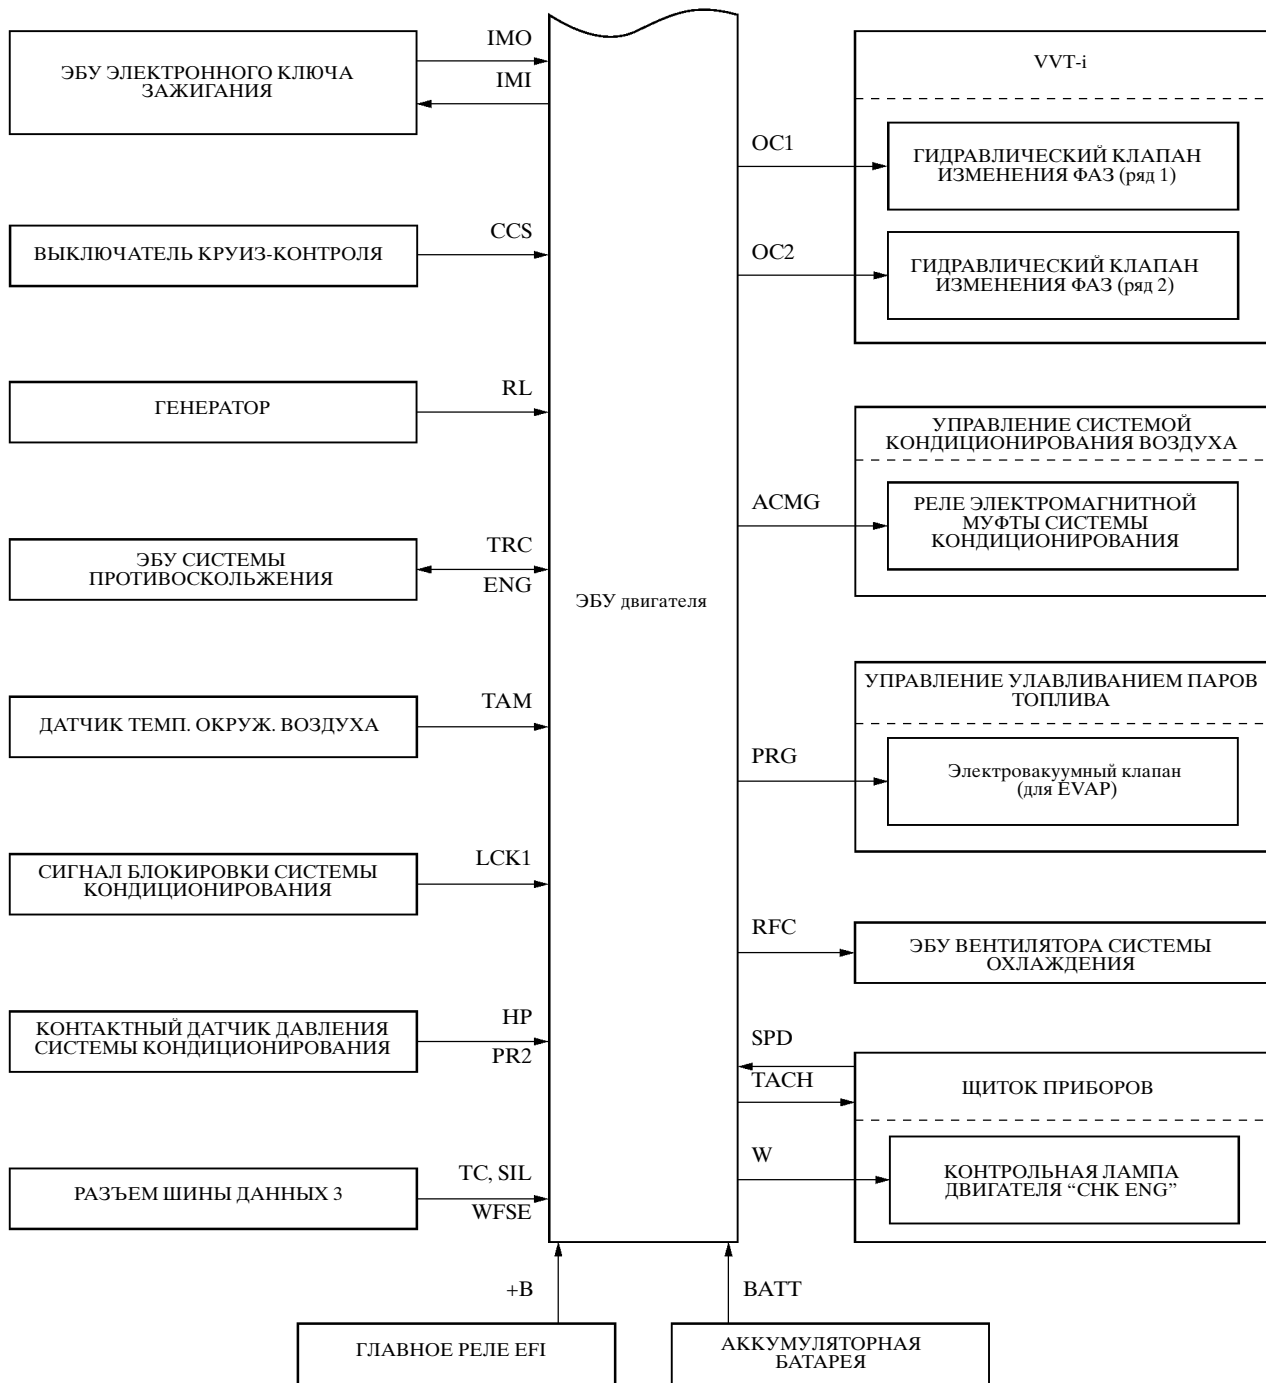 IMO
ЭБУ ЭЛЕКТРОННОГО КЛЮЧА
ЗАЖИГАНИЯ
IMI
CCS
ВЫКЛЮЧАТЕЛЬ КРУИЗ-КОНТРОЛЯ
RL
ГЕНЕРАТОР
TRC
ЭБУ СИСТЕМЫ
ПРОТИВОСКОЛЬЖЕНИЯ
ENG
TAM
ДАТЧИК ТЕМП. ОКРУЖ. ВОЗДУХА
LCK1
СИГНАЛ БЛОКИРОВКИ СИСТЕМЫ
КОНДИЦИОНИРОВАНИЯ
HP
КОНТАКТНЫЙ ДАТЧИК ДАВЛЕНИЯ
СИСТЕМЫ КОНДИЦИОНИРОВАНИЯ
PR2
TC, SIL
РАЗЪЕМ ШИНЫ ДАННЫХ 3
WFSE
ЭБУ двигателя
VVT-i
OC1
ГИДРАВЛИЧЕСКИЙ КЛАПАН
ИЗМЕНЕНИЯ ФАЗ (ряд 1)
OC2
ГИДРАВЛИЧЕСКИЙ КЛАПАН
ИЗМЕНЕНИЯ ФАЗ (ряд 2)
УПРАВЛЕНИЕ СИСТЕМОЙ
КОНДИЦИОНИРОВАНИЯ ВОЗДУХА
ACMG
РЕЛЕ ЭЛЕКТРОМАГНИТНОЙ
МУФТЫ СИСТЕМЫ
КОНДИЦИОНИРОВАНИЯ
УПРАВЛЕНИЕ УЛАВЛИВАНИЕМ ПАРОВ
ТОПЛИВА
PRG
Электровакуумный клапан
(для EVAP)
RFC
ЭБУ ВЕНТИЛЯТОРА СИСТЕМЫ
ОХЛАЖДЕНИЯ
SPD
TACH
ЩИТОК ПРИБОРОВ
W
КОНТРОЛЬНАЯ ЛАМПА
ДВИГАТЕЛЯ “CHK ENG”
+B
BATT
ГЛАВНОЕ РЕЛЕ EFI
АККУМУЛЯТОРНАЯ
БАТАРЕЯ